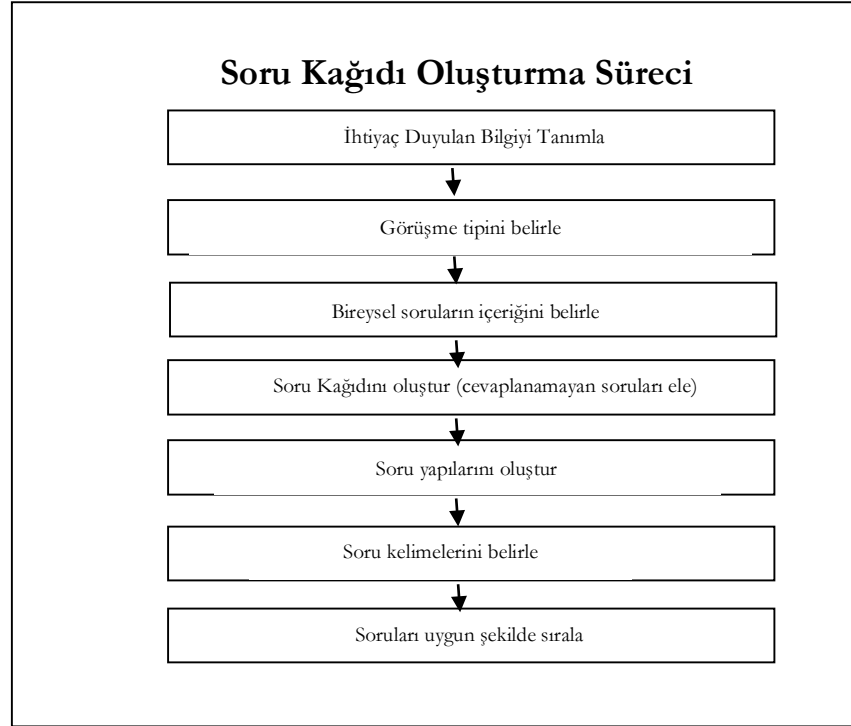 Soru Kağıdı Oluşturma Süreci
İhtiyaç Duyulan Bilgiyi Tanımla
Görüşme tipini belirle
Bireysel soruların içeriğini belirle
Soru Kağıdını oluştur (cevaplanamayan soruları ele)
Soru yapılarını oluştur
Soru kelimelerini belirle
Soruları uygun şekilde sırala